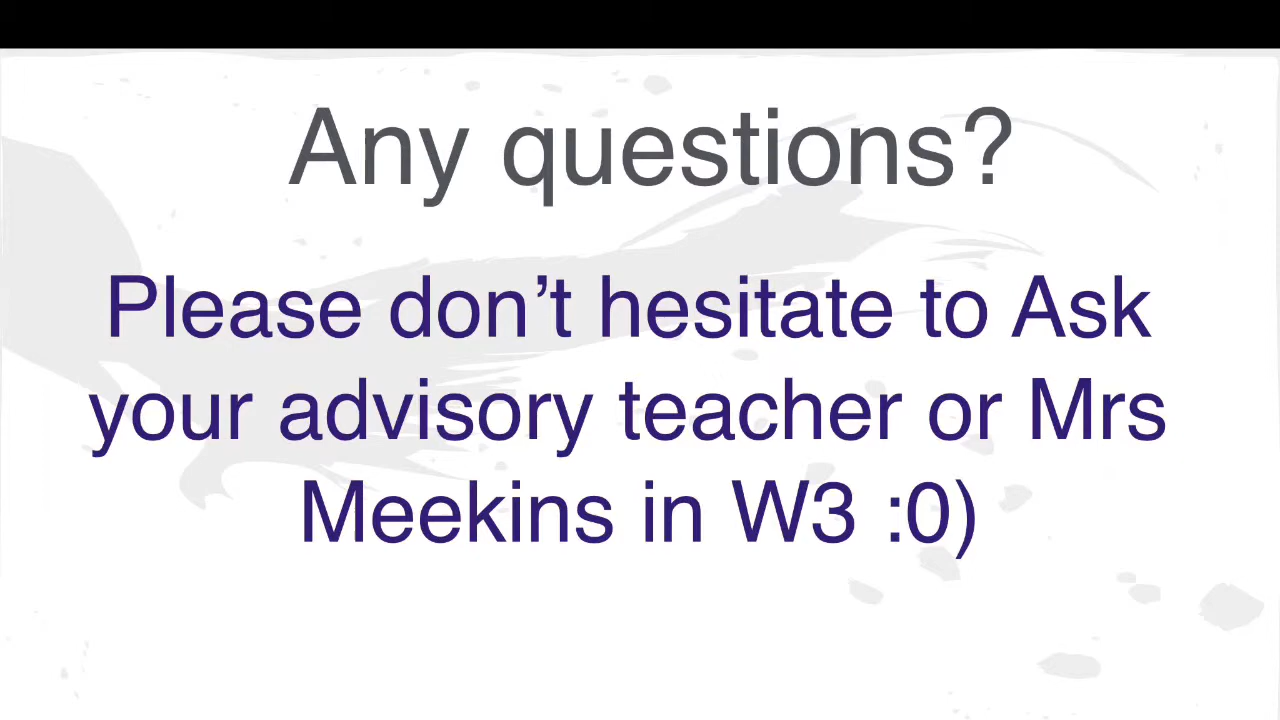 Any questions?
Please don’t hesitate to Ask
your advisory teacher or Mrs
Meekins in W3 :0)